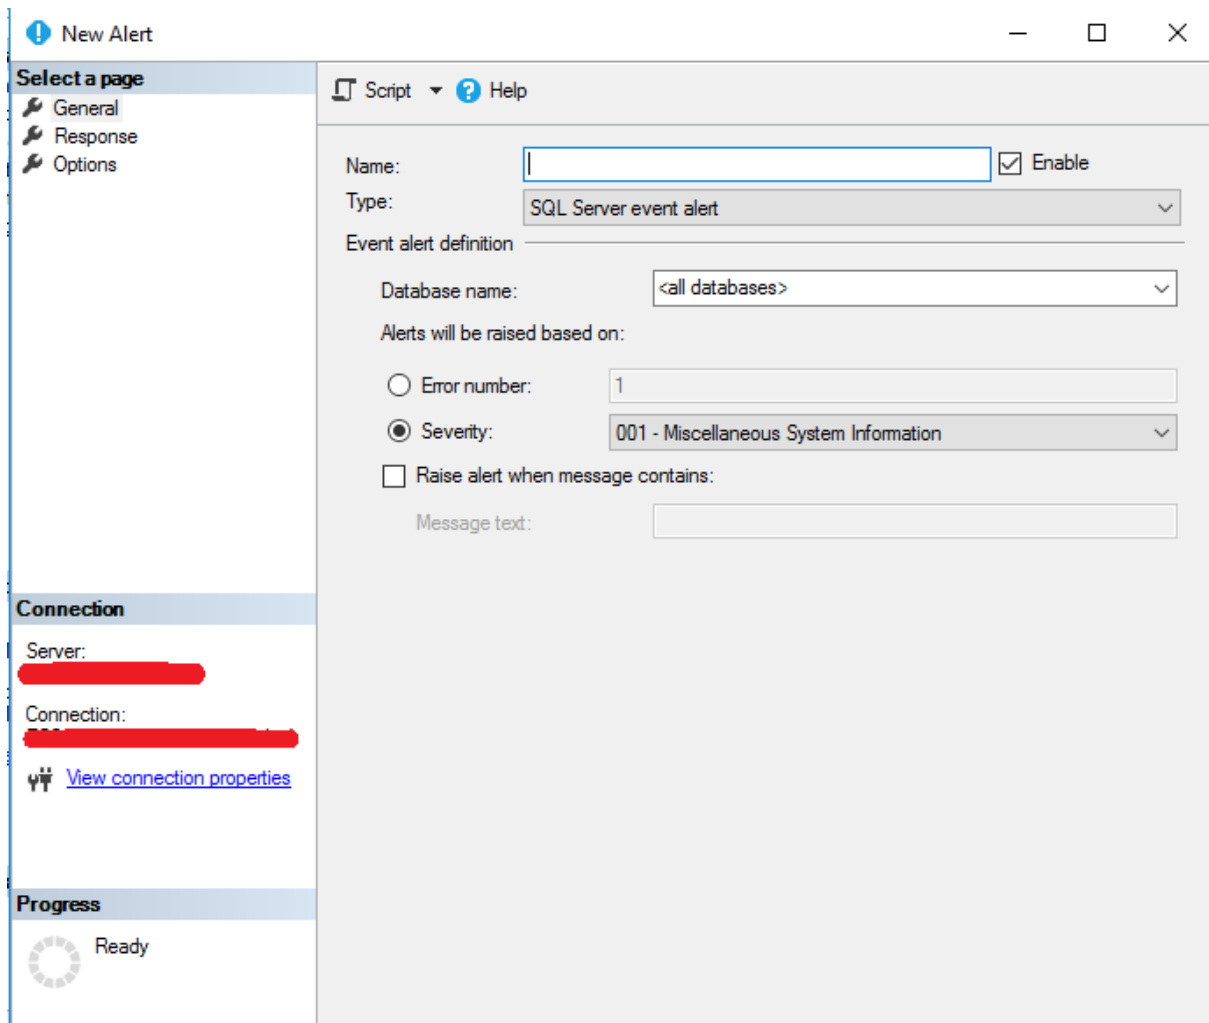 New Alert
Select a page
General
Response
Options
Script Help
Name: Enable
Type: SQL Server event alert
Event alert definition
Database name: <all databases>
Alerts will be raised based on:
Error number: 1
Severity: 001 - Miscellaneous System Information
Raise alert when message contains:
Message text:
Connection
Server:
Connection:
View connection properties
Progress
Ready